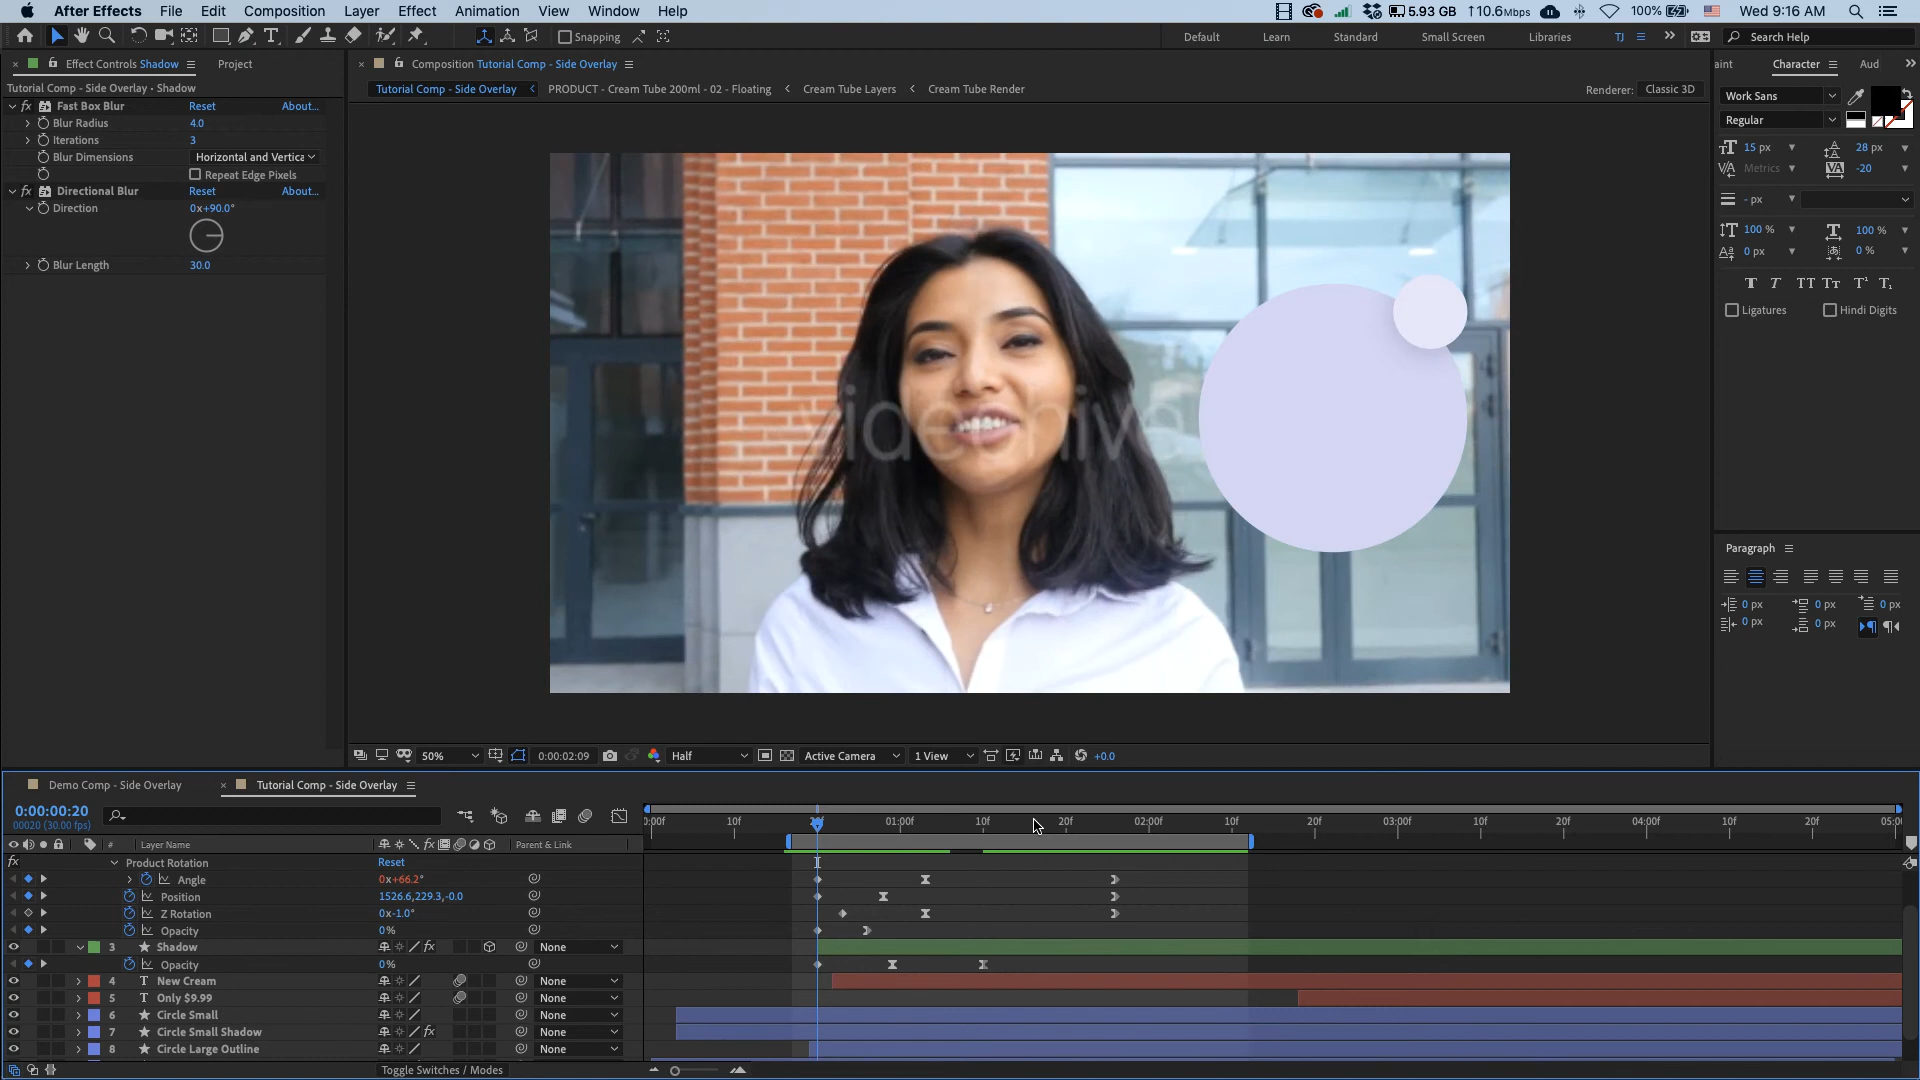 After Effects File Edit Composition Layer Effect Animation View Window Help 5.93 GB ↑10.6Mbps 100% Wed 9:16 AM
Snapping Default Learn Standard Small Screen Libraries TJ Search Help
Effect Controls Shadow Project
Tutorial Comp - Side Overlay • Shadow
Fast Box Blur Reset About...
Blur Radius 4.0
Iterations 3
Blur Dimensions Horizontal and Vertica
Repeat Edge Pixels
Directional Blur Reset About...
Direction 0x+90.0°
Blur Length 30.0
Composition Tutorial Comp - Side Overlay
Tutorial Comp - Side Overlay PRODUCT - Cream Tube 200ml - 02 - Floating Cream Tube Layers Cream Tube Render Renderer: Classic 3D
50% 0:00:02:09 Half Active Camera 1 View +0.0
aint Character Aud
Work Sans
Regular
15 px 28 px
Metrics -20
- px
100 % 100 %
0 px 0 %
T T TT Tt T¹ T₁
Ligatures Hindi Digits
Paragraph
0 px 0 px 0 px
0 px 0 px
Demo Comp - Side Overlay Tutorial Comp - Side Overlay
0:00:00:20
00020 (30.00 fps)
0:00f 10f 01:00f 10f 20f 02:00f 10f 20f 03:00f 10f 20f 04:00f 10f 20f 05:0
# Layer Name Parent & Link
Product Rotation Reset
Angle 0x+66.2°
Position 1526.6,229.3,-0.0
Z Rotation 0x-1.0°
Opacity 0%
3 Shadow None
Opacity 0%
4 New Cream None
5 Only $9.99 None
6 Circle Small None
7 Circle Small Shadow None
8 Circle Large Outline None
Toggle Switches / Modes